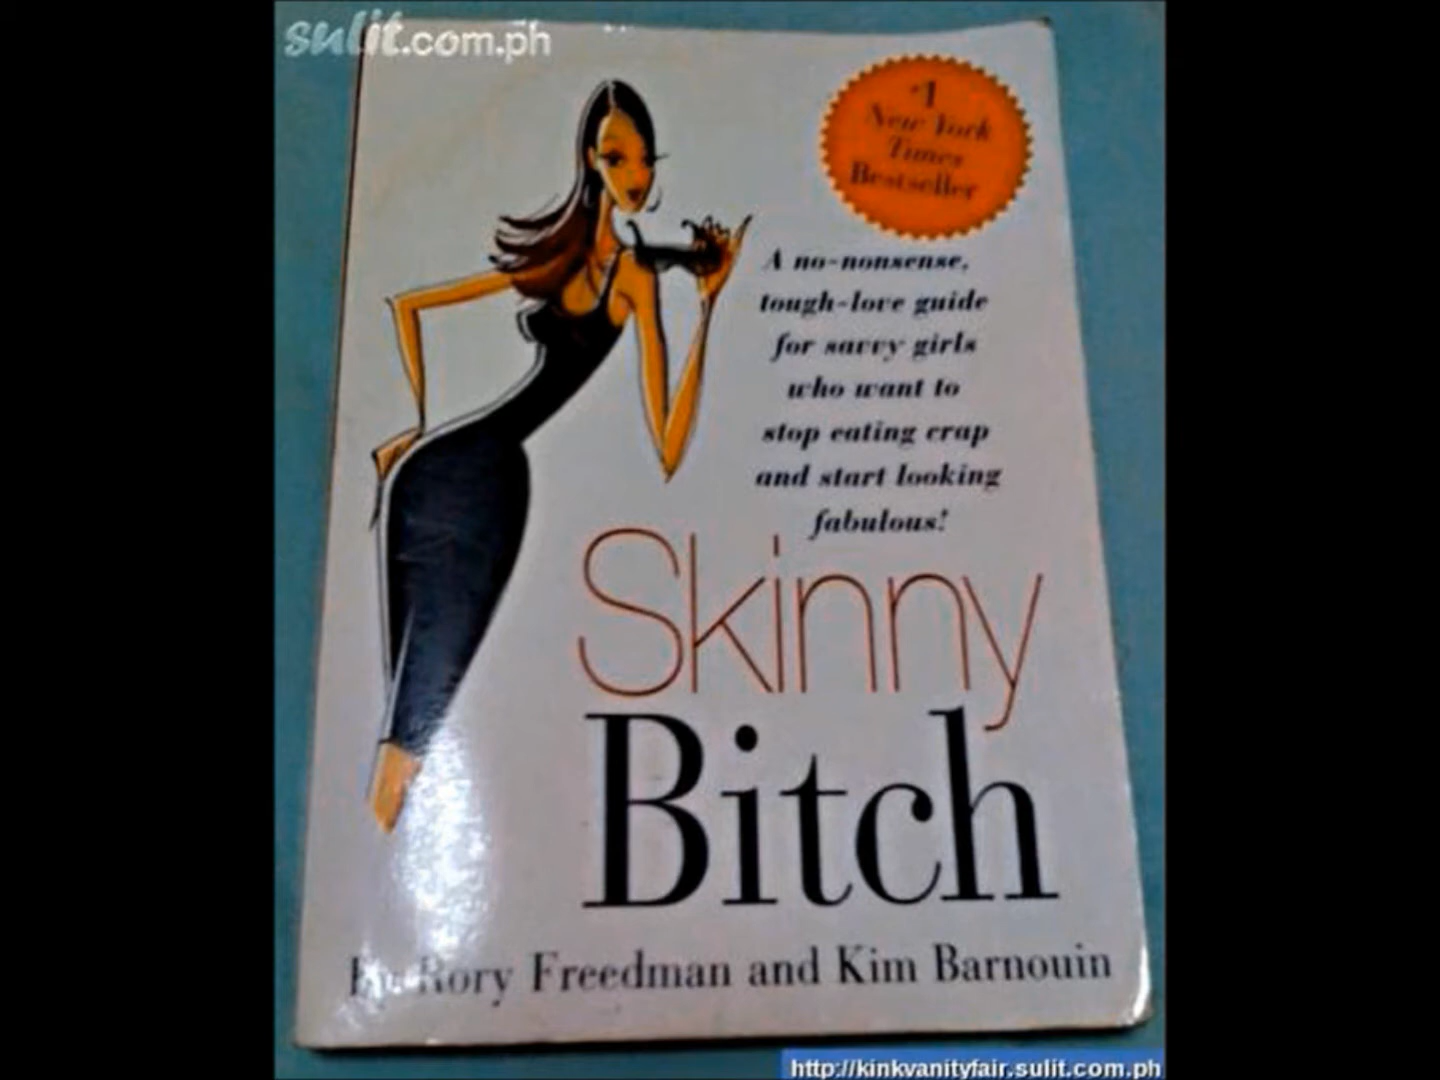 sulit.com.ph
#1
New York
Times
Bestseller
A no-nonsense,
tough-love guide
for savvy girls
who want to
stop eating crap
and start looking
fabulous!
Skinny
Bitch
By Rory Freedman and Kim Barnouin
http://kinkvanityfair.sulit.com.ph